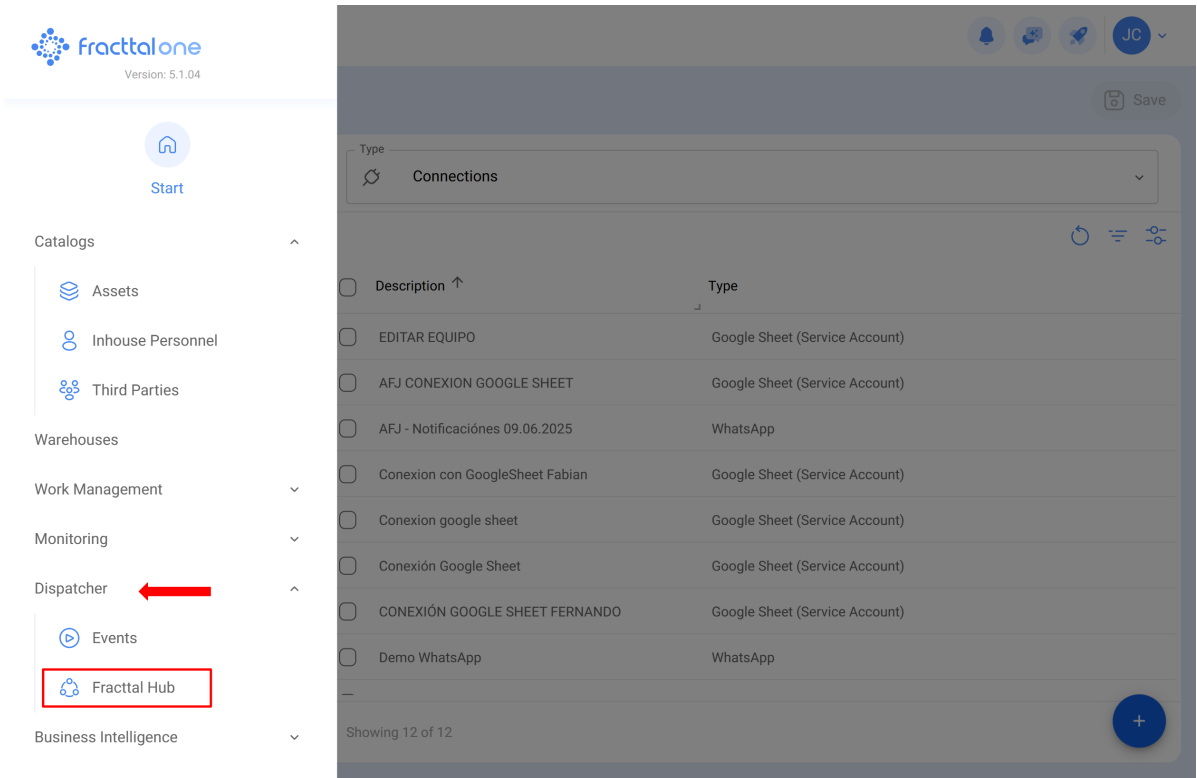 fracttalone
Version: 5.1.04
Start
Catalogs
Assets
Inhouse Personnel
Third Parties
Warehouses
Work Management
Monitoring
Dispatcher
Events
Fracttal Hub
Business Intelligence
JC
Save
Type
Connections
Description Type
EDITAR EQUIPO Google Sheet (Service Account)
AFJ CONEXION GOOGLE SHEET Google Sheet (Service Account)
AFJ - Notificaciónes 09.06.2025 WhatsApp
Conexion con GoogleSheet Fabian Google Sheet (Service Account)
Conexion google sheet Google Sheet (Service Account)
Conexión Google Sheet Google Sheet (Service Account)
CONEXIÓN GOOGLE SHEET FERNANDO Google Sheet (Service Account)
Demo WhatsApp WhatsApp
Showing 12 of 12